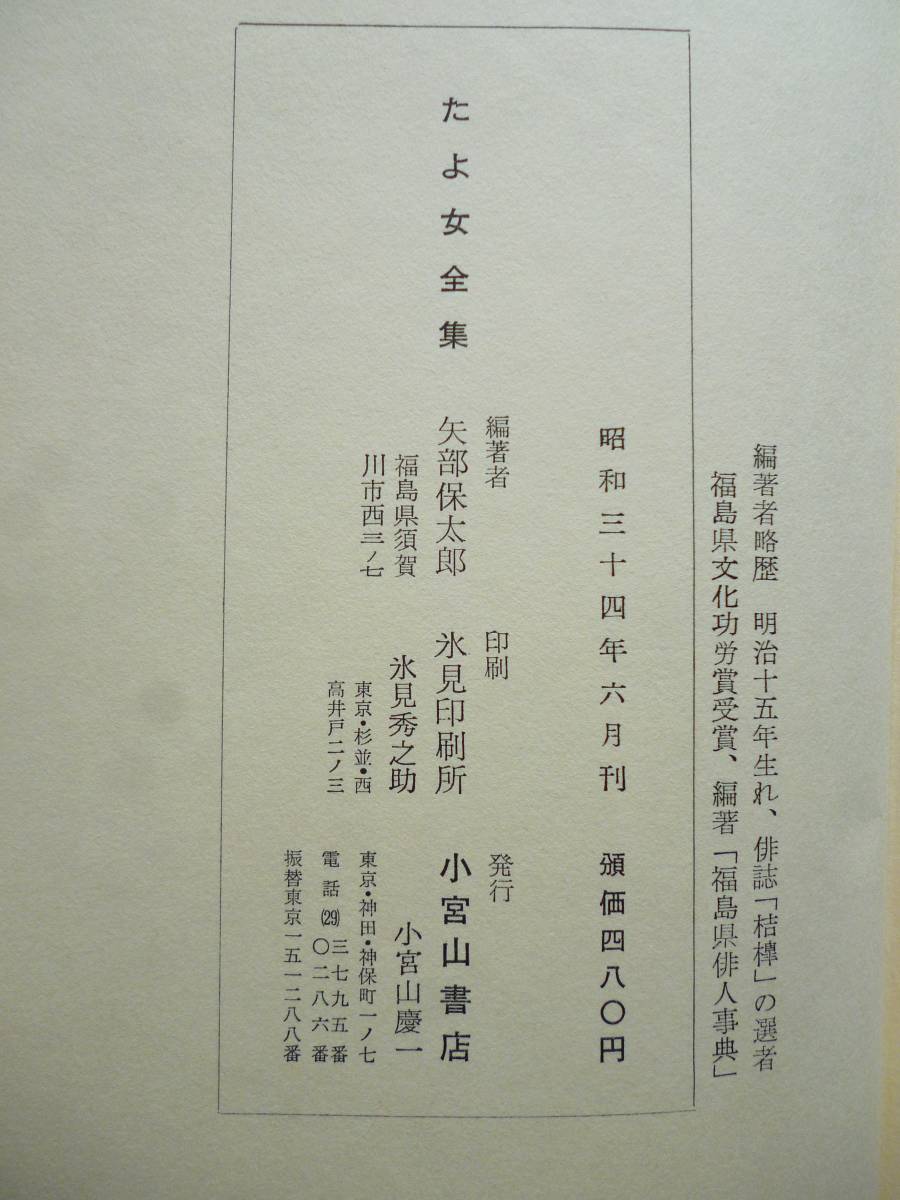 編著者略歴　明治十五年生れ、俳誌「桔槹」の選者
福島県文化功労賞受賞、編著「福島県俳人事典」
昭和三十四年六月刊　頒価四八〇円
たよ女全集
編著者
矢部保太郎
福島県須賀
川市西三ノ七
印刷
氷見印刷所
氷見秀之助
東京・杉並・西
高井戸二ノ三
発行
小宮山書店
小宮山慶一
東京・神田・神保町一ノ七
電話(29)三七九五番
〇二八六番
振替東京一五一二八八番